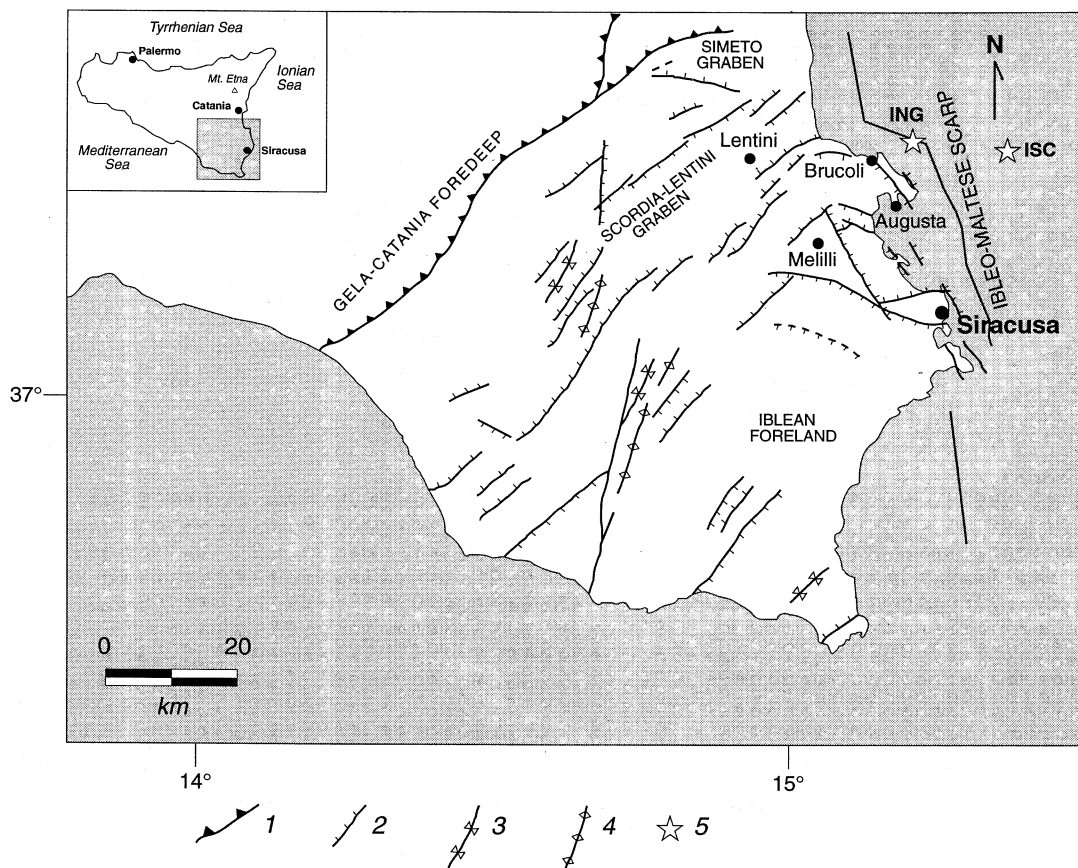 Tyrrhenian Sea
Palermo
Mt. Etna
Ionian
Sea
Catania
Mediterranean
Sea
Siracusa
SIMETO
GRABEN
N
ING
ISC
IBLEO-MALTESE SCARP
Lentini
Brucoli
GELA-CATANIA FOREDEEP
SCORDIA-LENTINI
GRABEN
Augusta
Melilli
Siracusa
37°
IBLEAN
FORELAND
0 20
km
14° 15°
1 2 3 4 5